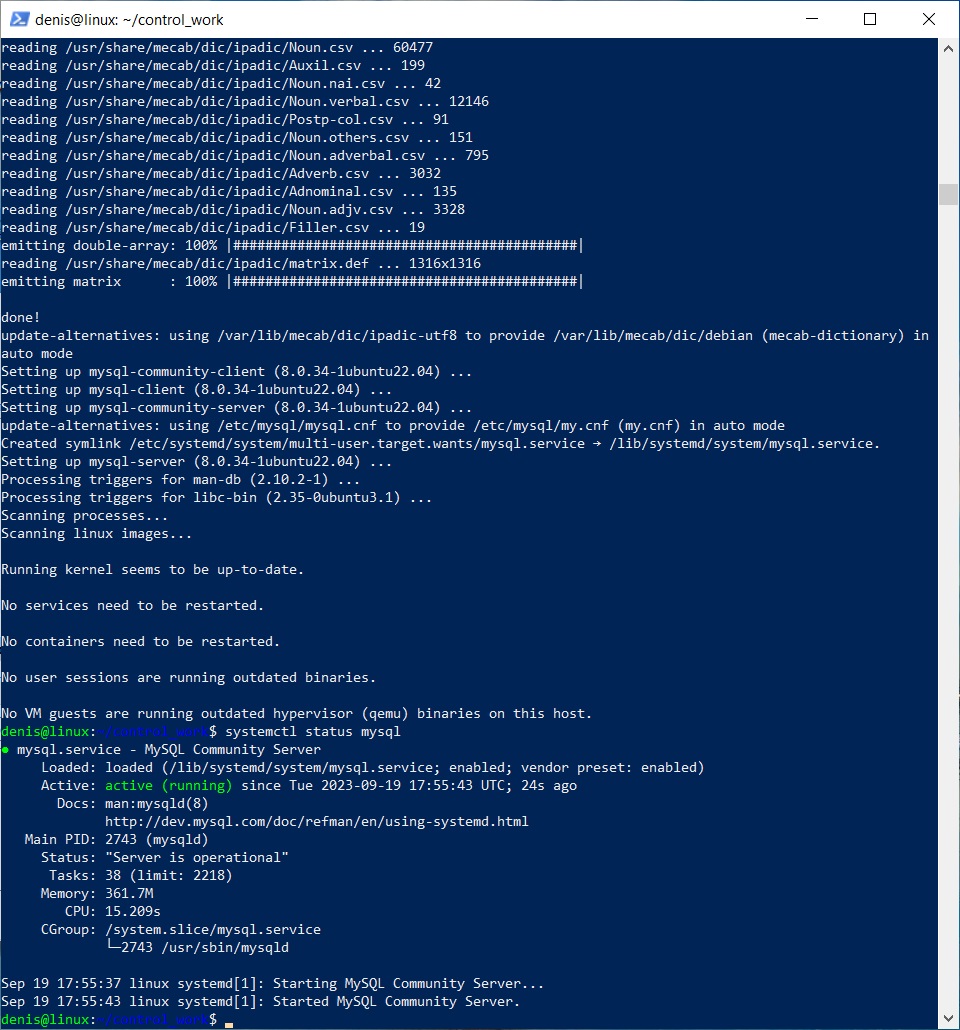 denis@linux: ~/control_work
reading /usr/share/mecab/dic/ipadic/Noun.csv ... 60477
reading /usr/share/mecab/dic/ipadic/Auxil.csv ... 199
reading /usr/share/mecab/dic/ipadic/Noun.nai.csv ... 42
reading /usr/share/mecab/dic/ipadic/Noun.verbal.csv ... 12146
reading /usr/share/mecab/dic/ipadic/Postp-col.csv ... 91
reading /usr/share/mecab/dic/ipadic/Noun.others.csv ... 151
reading /usr/share/mecab/dic/ipadic/Noun.adverbal.csv ... 795
reading /usr/share/mecab/dic/ipadic/Adverb.csv ... 3032
reading /usr/share/mecab/dic/ipadic/Adnominal.csv ... 135
reading /usr/share/mecab/dic/ipadic/Noun.adjv.csv ... 3328
reading /usr/share/mecab/dic/ipadic/Filler.csv ... 19
emitting double-array: 100% |###########################################|
reading /usr/share/mecab/dic/ipadic/matrix.def ... 1316x1316
emitting matrix      : 100% |###########################################|
done!
update-alternatives: using /var/lib/mecab/dic/ipadic-utf8 to provide /var/lib/mecab/dic/debian (mecab-dictionary) in
auto mode
Setting up mysql-community-client (8.0.34-1ubuntu22.04) ...
Setting up mysql-client (8.0.34-1ubuntu22.04) ...
Setting up mysql-community-server (8.0.34-1ubuntu22.04) ...
update-alternatives: using /etc/mysql/mysql.cnf to provide /etc/mysql/my.cnf (my.cnf) in auto mode
Created symlink /etc/systemd/system/multi-user.target.wants/mysql.service → /lib/systemd/system/mysql.service.
Setting up mysql-server (8.0.34-1ubuntu22.04) ...
Processing triggers for man-db (2.10.2-1) ...
Processing triggers for libc-bin (2.35-0ubuntu3.1) ...
Scanning processes...
Scanning linux images...
Running kernel seems to be up-to-date.
No services need to be restarted.
No containers need to be restarted.
No user sessions are running outdated binaries.
No VM guests are running outdated hypervisor (qemu) binaries on this host.
denis@linux:~/control_work$ systemctl status mysql
● mysql.service - MySQL Community Server
     Loaded: loaded (/lib/systemd/system/mysql.service; enabled; vendor preset: enabled)
     Active: active (running) since Tue 2023-09-19 17:55:43 UTC; 24s ago
       Docs: man:mysqld(8)
             http://dev.mysql.com/doc/refman/en/using-systemd.html
   Main PID: 2743 (mysqld)
     Status: "Server is operational"
      Tasks: 38 (limit: 2218)
     Memory: 361.7M
        CPU: 15.209s
     CGroup: /system.slice/mysql.service
             └─2743 /usr/sbin/mysqld
Sep 19 17:55:37 linux systemd[1]: Starting MySQL Community Server...
Sep 19 17:55:43 linux systemd[1]: Started MySQL Community Server.
denis@linux:~/control_work$